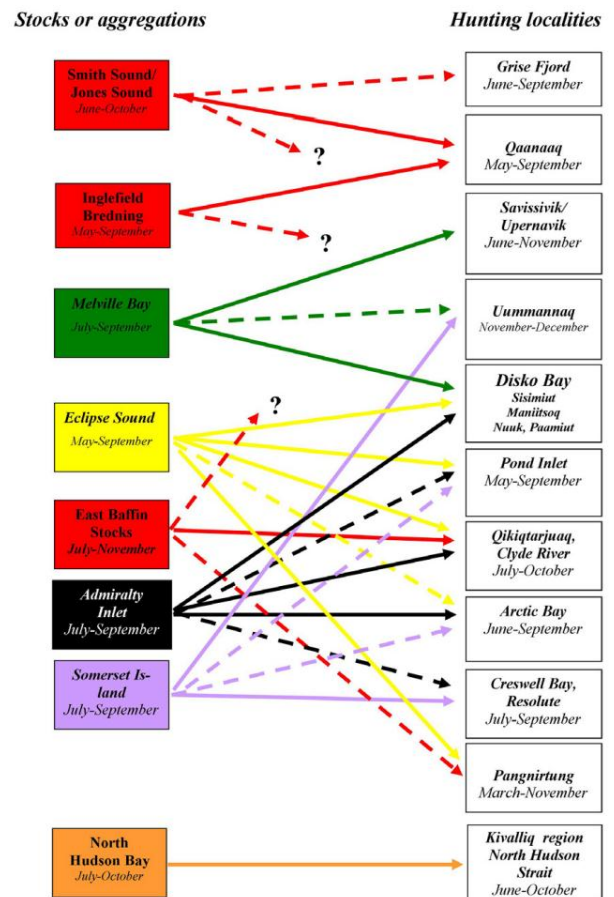 Stocks or aggregations
Hunting localities
Smith Sound/
Jones Sound
June-October
Inglefield
Bredning
May-September
Melville Bay
July-September
Eclipse Sound
May-September
East Baffin
Stocks
July-November
Admiralty
Inlet
July-September
Somerset Is-
land
July-September
North
Hudson Bay
July-October
?
?
?
Grise Fjord
June-September
Qaanaaq
May-September
Savissivik/
Upernavik
June-November
Uummannaq
November-December
Disko Bay
Sisimiut
Maniitsoq
Nuuk, Paamiut
Pond Inlet
May-September
Qikiqtarjuaq,
Clyde River
July-October
Arctic Bay
June-September
Creswell Bay,
Resolute
July-September
Pangnirtung
March-November
Kivalliq region
North Hudson
Strait
June-October